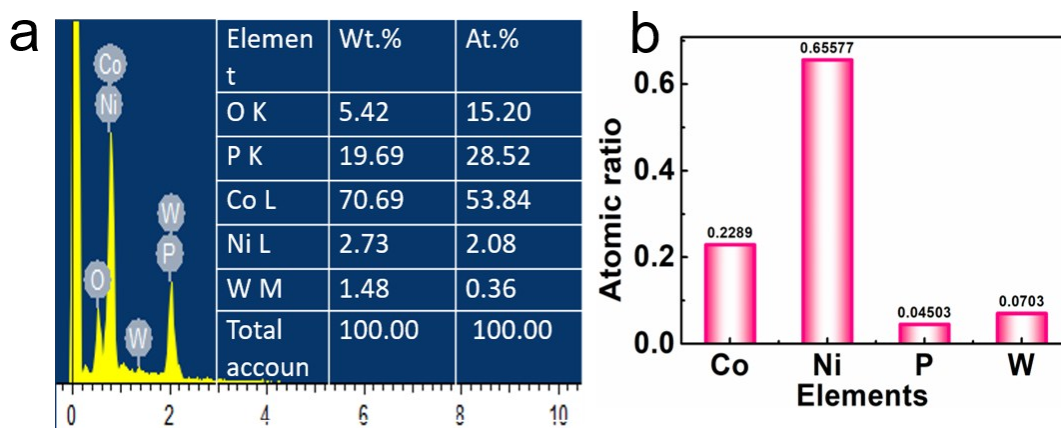 a
Co
Ni
O
W
W
P
Elemen
t
Wt.%
At.%
O K 5.42 15.20
P K 19.69 28.52
Co L 70.69 53.84
Ni L 2.73 2.08
W M 1.48 0.36
Total
accoun
100.00 100.00
0 2 4 6 8 10
b
Atomic ratio
0.6
0.4
0.2
0.0
0.2289
0.65577
0.04503
0.0703
Co Ni P W
Elements